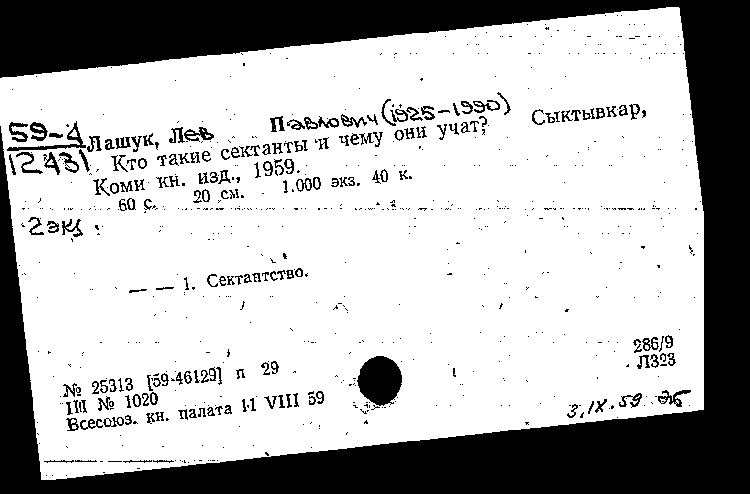 59-4 Лашук, Лев Павлович (1925-1990)
12431 Кто такие сектанты и чему они учат? Сыктывкар,
Коми кн. изд., 1959.
60 с. 20 см. 1.000 экз. 40 к.
2 экз.
— — 1. Сектантство.
№ 25313 [59-46129] п 29 286/9
III № 1020 Л323
Всесоюз. кн. палата 11 VIII 59
3.IX.59